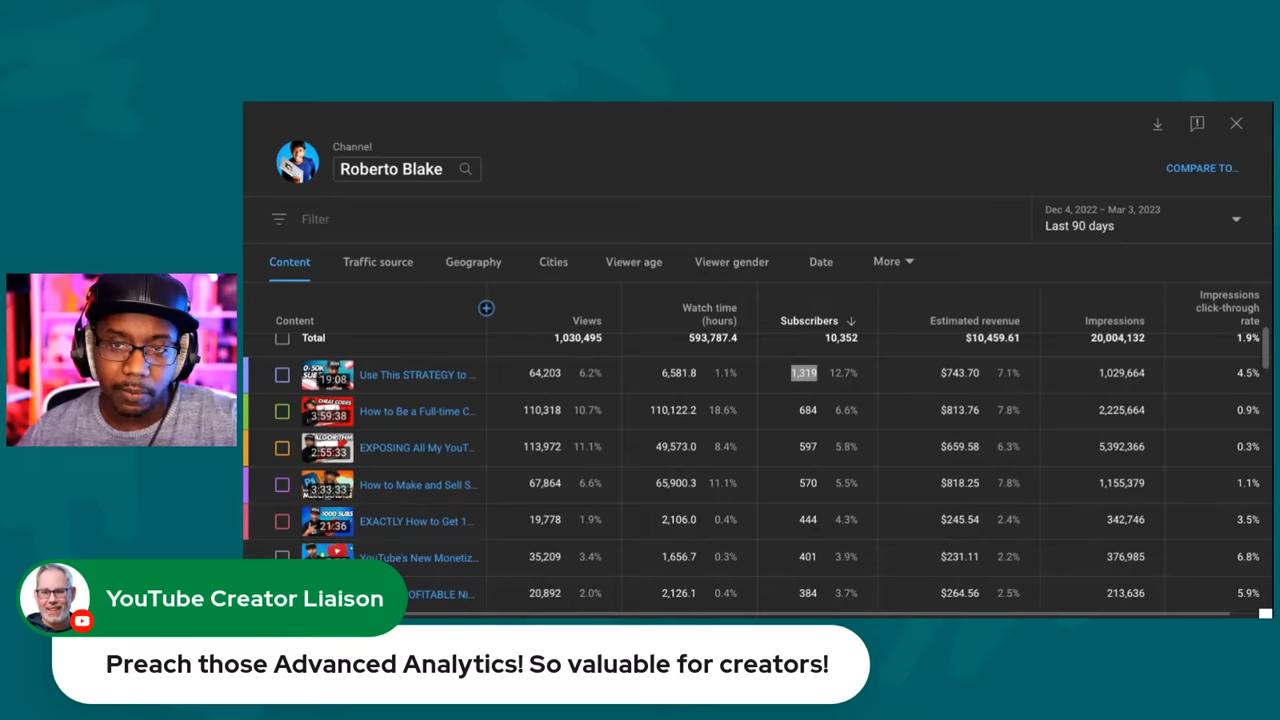 Channel
Roberto Blake
COMPARE TO...
Filter
Dec 4, 2022 – Mar 3, 2023
Last 90 days
Content Traffic source Geography Cities Viewer age Viewer gender Date More
Content Views Watch time (hours) Subscribers Estimated revenue Impressions Impressions click-through rate
Total 1,030,495 593,787.4 10,352 $10,459.61 20,004,132 1.9%
0-50K SUBS 19:08 Use This STRATEGY to ... 64,203 6.2% 6,581.8 1.1% 1,319 12.7% $743.70 7.1% 1,029,664 4.5%
CHEAT CODES 3:59:38 How to Be a Full-time C... 110,318 10.7% 110,122.2 18.6% 684 6.6% $813.76 7.8% 2,225,664 0.9%
ALGORITHM 2:55:33 EXPOSING All My YouT... 113,972 11.1% 49,573.0 8.4% 597 5.8% $659.58 6.3% 5,392,366 0.3%
3:33:33 How to Make and Sell S... 67,864 6.6% 65,900.3 11.1% 570 5.5% $818.25 7.8% 1,155,379 1.1%
1000 SUBS 21:36 EXACTLY How to Get 1... 19,778 1.9% 2,106.0 0.4% 444 4.3% $245.54 2.4% 342,746 3.5%
YouTube's New Monetiz... 35,209 3.4% 1,656.7 0.3% 401 3.9% $231.11 2.2% 376,985 6.8%
OFITABLE Ni... 20,892 2.0% 2,126.1 0.4% 384 3.7% $264.56 2.5% 213,636 5.9%
YouTube Creator Liaison
Preach those Advanced Analytics! So valuable for creators!